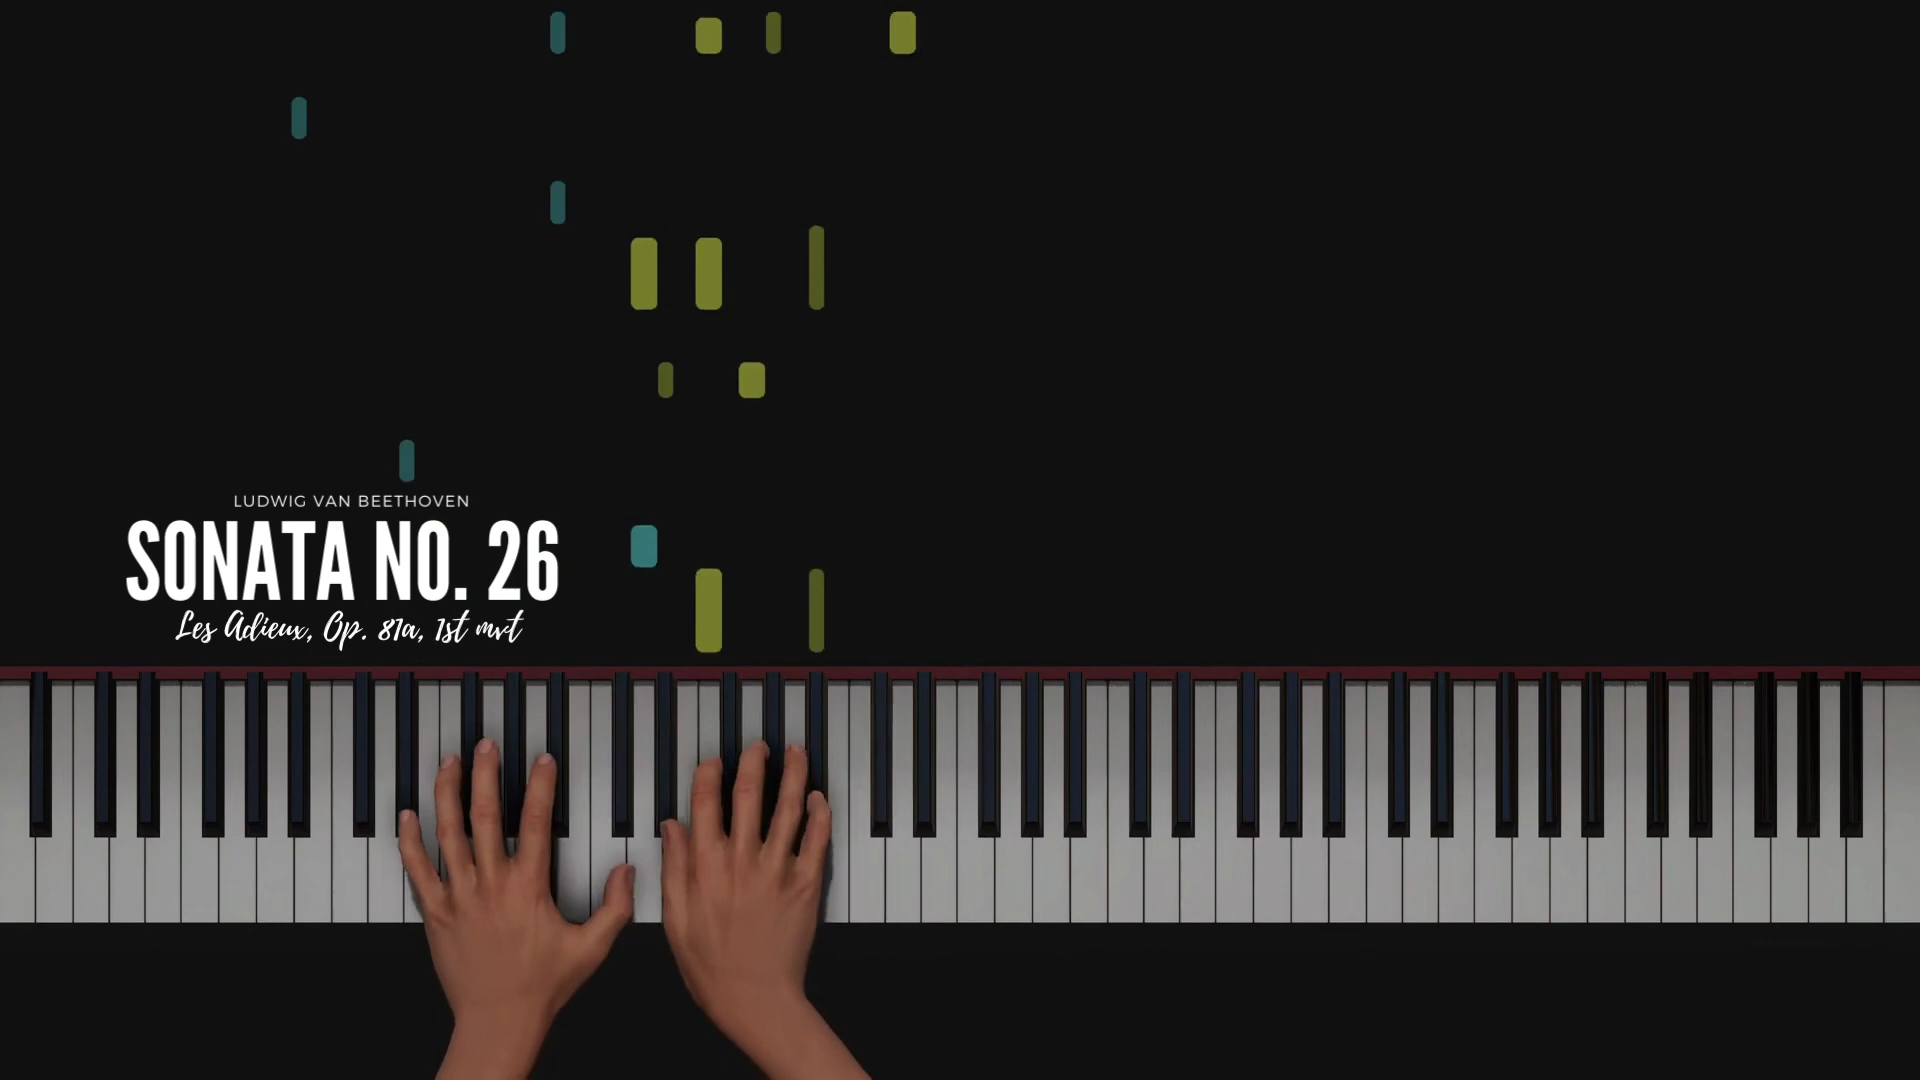 LUDWIG VAN BEETHOVEN
SONATA NO. 26
Les Adieux, Op. 81a, 1st mvt